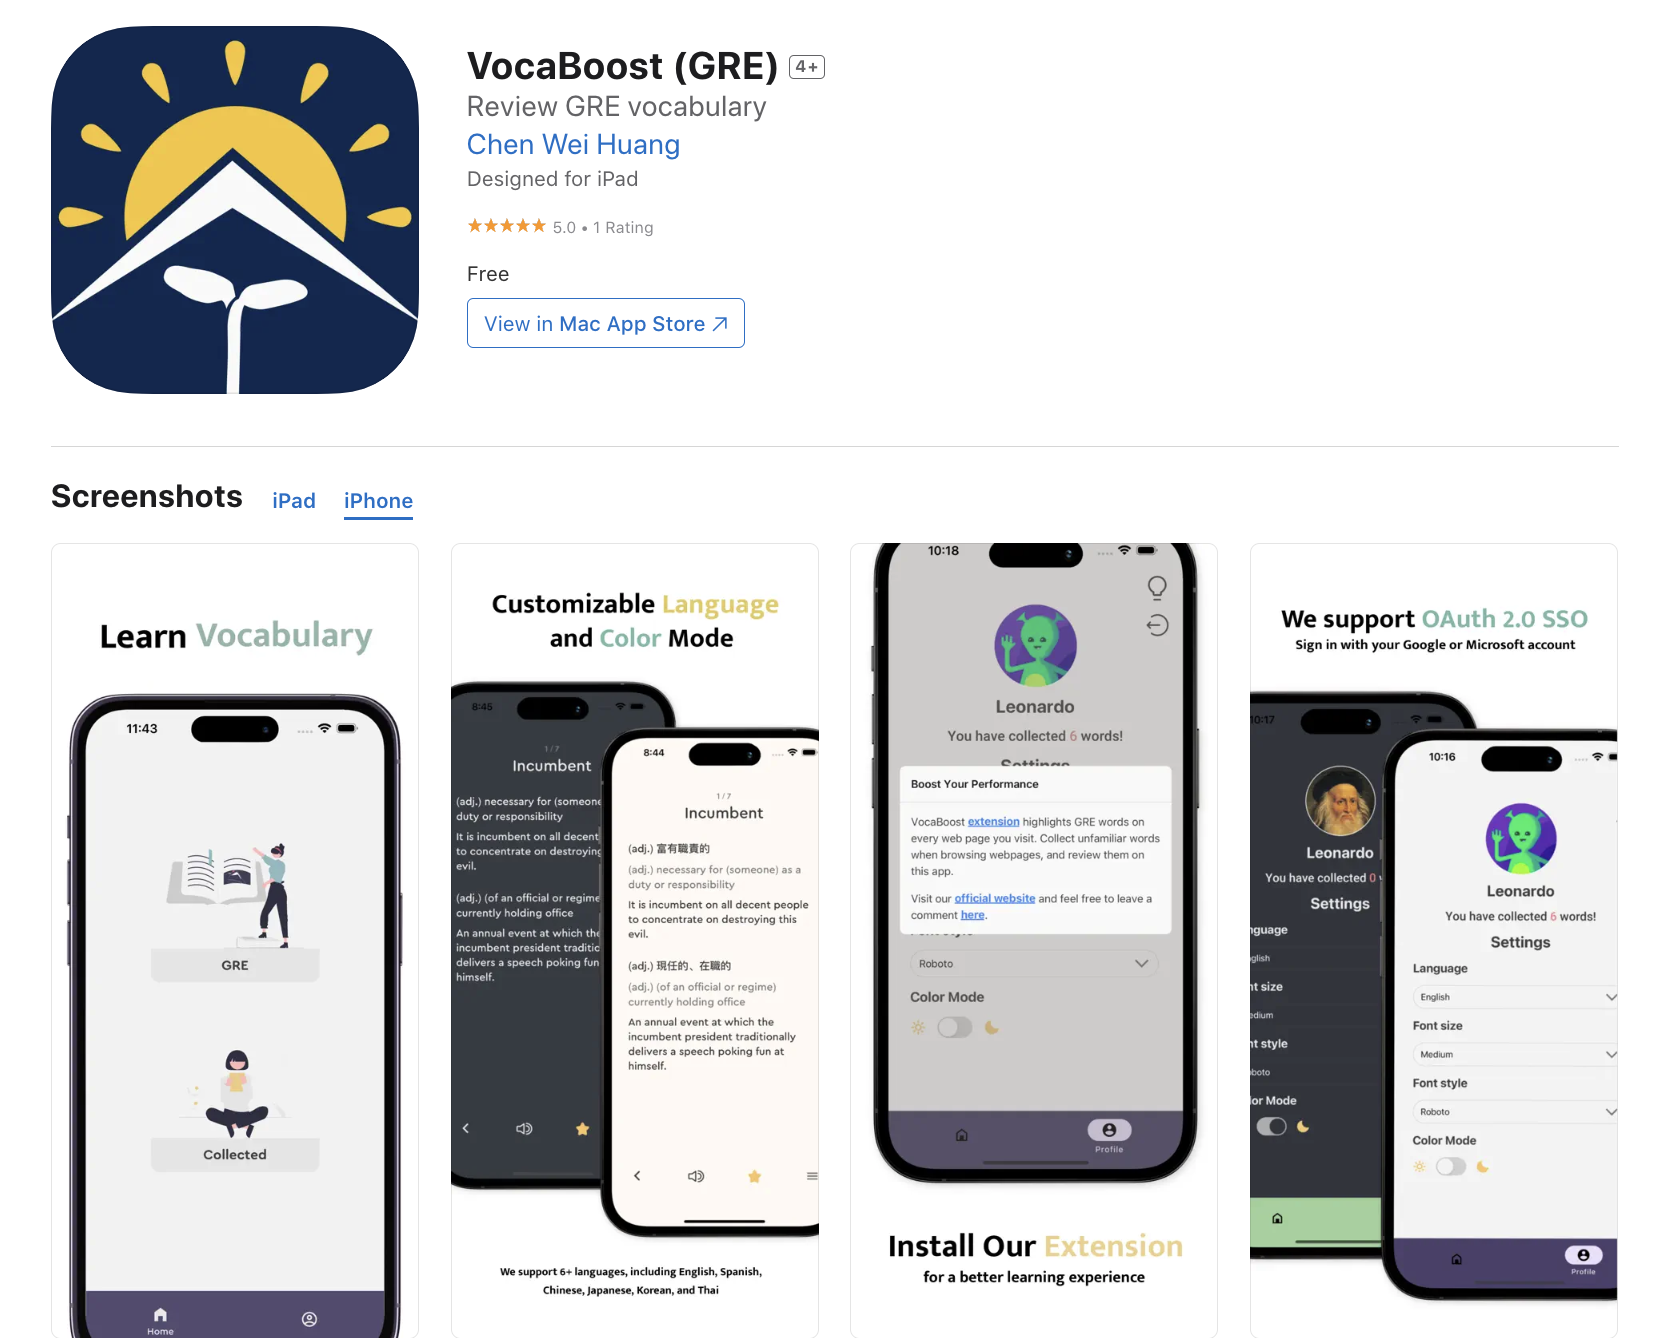 VocaBoost (GRE) 4+
Review GRE vocabulary
Chen Wei Huang
Designed for iPad
★★★★★ 5.0 • 1 Rating
Free
View in Mac App Store ↗
Screenshots iPad iPhone
Learn Vocabulary
11:43
GRE
Collected
Home
Customizable Language
and Color Mode
8:45
1 / 7
Incumbent
(adj.) necessary for (someone
duty or responsibility
It is incumbent on all decent
to concentrate on destroying
evil.
(adj.) (of an official or regime
currently holding office
An annual event at which the
incumbent president traditic
delivers a speech poking fun
himself.
8:44
1 / 7
Incumbent
(adj.) 富有職責的
(adj.) necessary for (someone) as a
duty or responsibility
It is incumbent on all decent people
to concentrate on destroying this
evil.
(adj.) 現任的、在職的
(adj.) (of an official or regime)
currently holding office
An annual event at which the
incumbent president traditionally
delivers a speech poking fun at
himself.
We support 6+ languages, including English, Spanish,
Chinese, Japanese, Korean, and Thai
10:18
Leonardo
You have collected 6 words!
Settings
Boost Your Performance
VocaBoost extension highlights GRE words on
every web page you visit. Collect unfamiliar words
when browsing webpages, and review them on
this app.
Visit our official website and feel free to leave a
comment here.
Font style
Roboto
Color Mode
Profile
Install Our Extension
for a better learning experience
We support OAuth 2.0 SSO
Sign in with your Google or Microsoft account
10:17
Leonardo
You have collected 0
Settings
nguage
glish
nt size
edium
nt style
boto
lor Mode
10:16
Leonardo
You have collected 6 words!
Settings
Language
English
Font size
Medium
Font style
Roboto
Color Mode
Profile